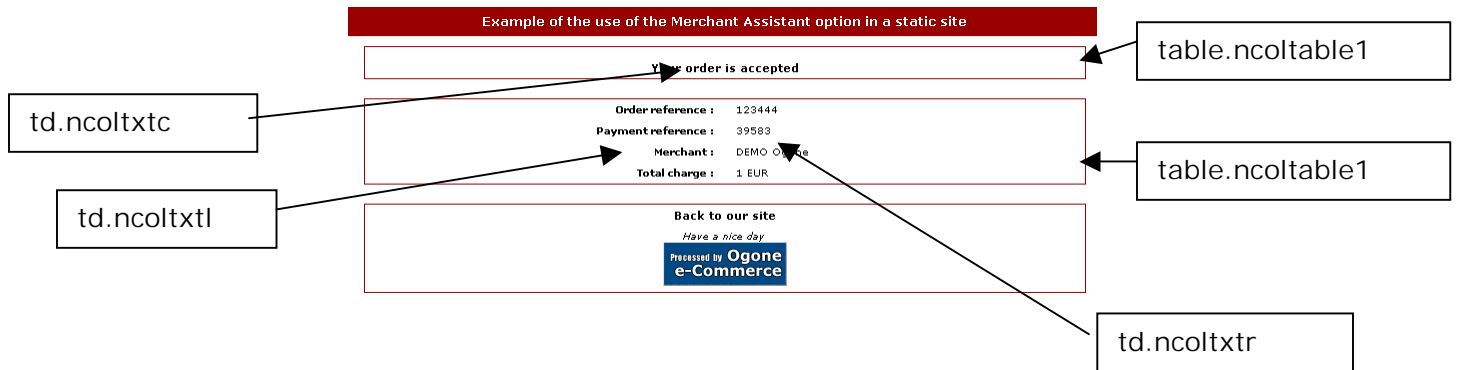 Example of the use of the Merchant Assistant option in a static site
table.ncoltable1
Your order is accepted
td.ncoltxtc
Order reference : 123444
Payment reference : 39583
Merchant : DEMO Ogone
table.ncoltable1
Total charge : 1 EUR
td.ncoltxtl
Back to our site
Have a nice day
Processed by Ogone
e-Commerce
td.ncoltxtr